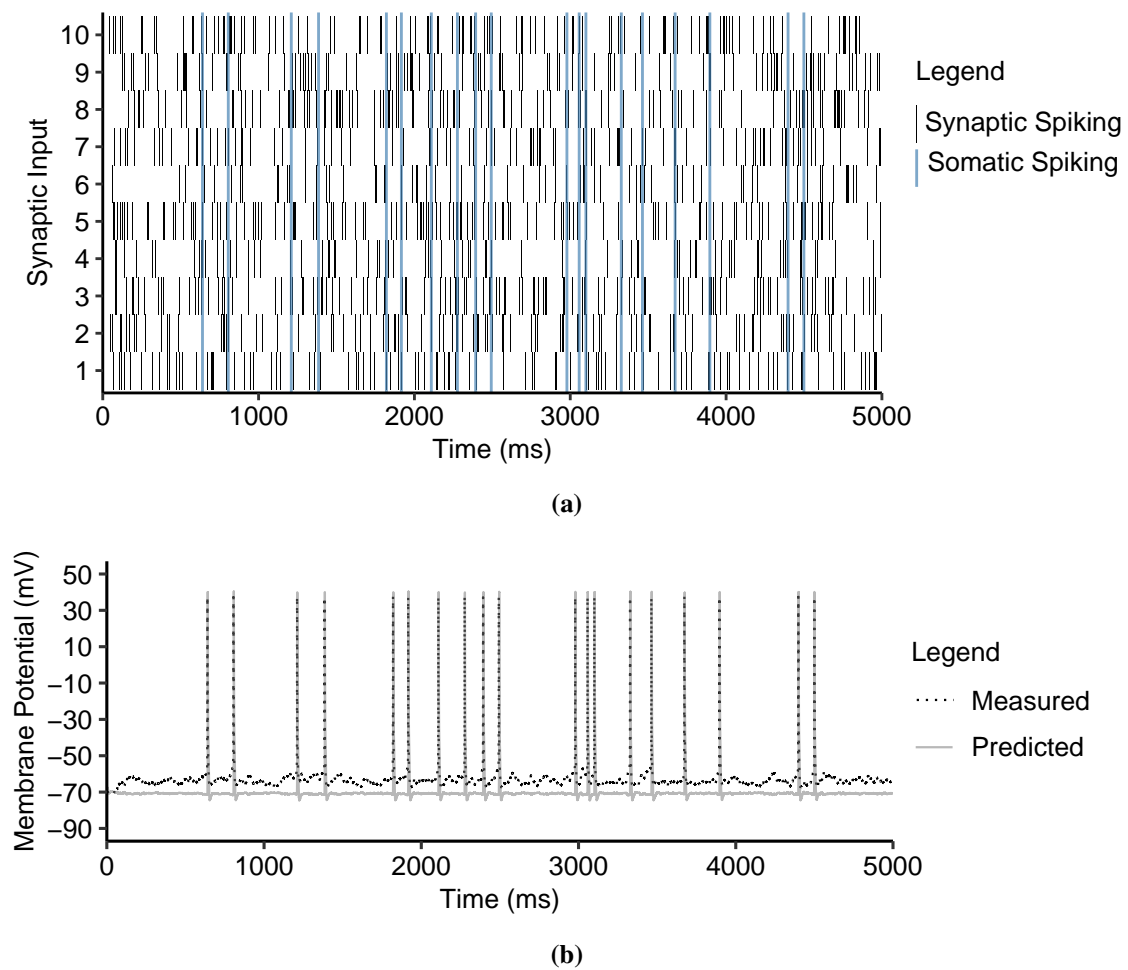 10
9
8
7
6
5
4
3
2
1
Synaptic Input
0 1000 2000 3000 4000 5000
Time (ms)
Legend
Synaptic Spiking
Somatic Spiking
(a)
50
30
10
−10
−30
−50
−70
−90
Membrane Potential (mV)
0 1000 2000 3000 4000 5000
Time (ms)
Legend
Measured
Predicted
(b)